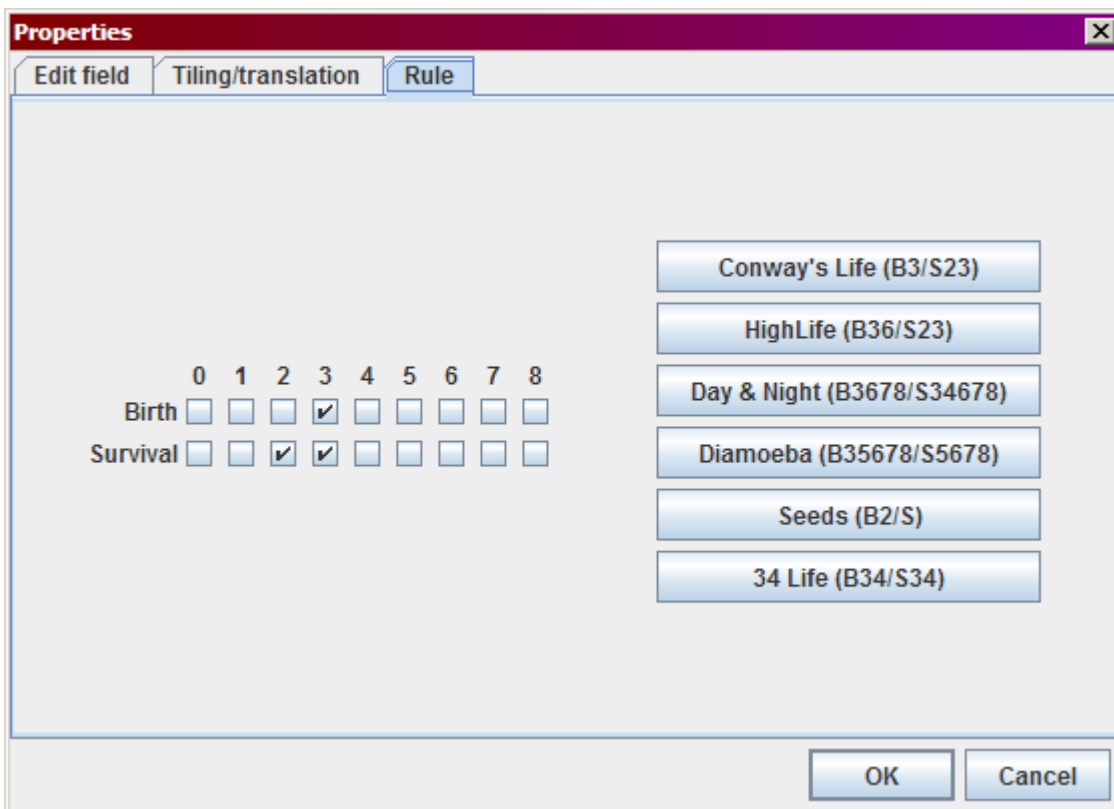 Properties
Edit field Tiling/translation Rule
Conway's Life (B3/S23)
HighLife (B36/S23)
0 1 2 3 4 5 6 7 8
Birth
Survival
Day & Night (B3678/S34678)
Diamoeba (B35678/S5678)
Seeds (B2/S)
34 Life (B34/S34)
OK Cancel